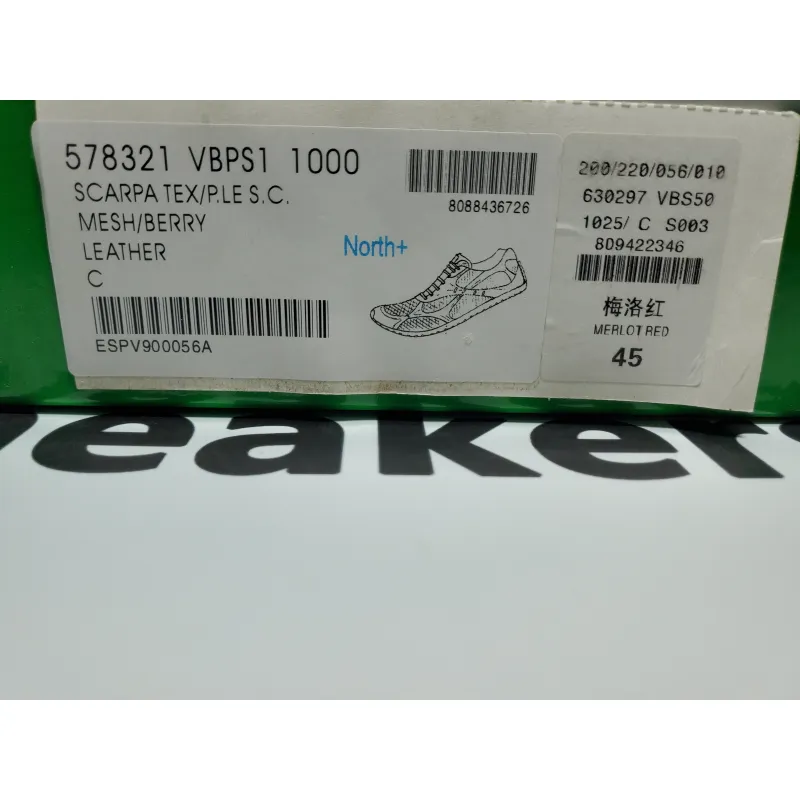 578321 VBPS1 1000
SCARPA TEX/P.LE S.C.
MESH/BERRY
LEATHER
C
ESPV900056A
8088436726
North+
200/220/056/010
630297 VBS50
1025/ C S003
809422346
梅洛红
MERLOT RED
45
eakers